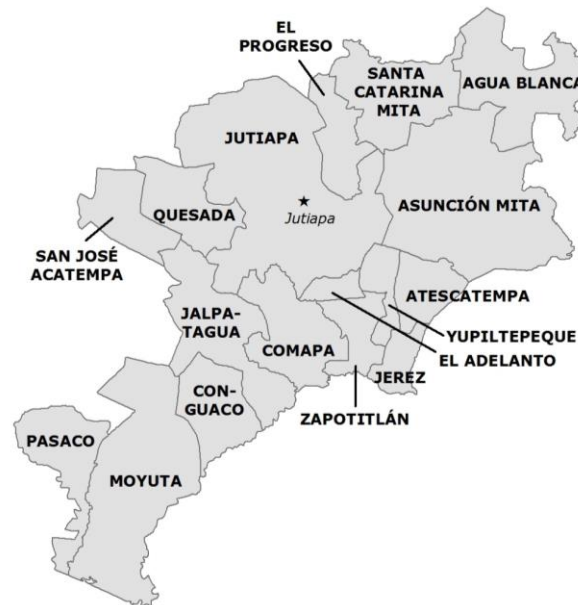 EL
PROGRESO
SANTA
CATARINA
MITA
AGUA BLANCA
JUTIAPA
QUESADA
Jutiapa
ASUNCIÓN MITA
SAN JOSÉ
ACATEMPA
JALPA-
TAGUA
ATESCATEMPA
YUPILTEPEQUE
COMAPA
EL ADELANTO
JEREZ
CON-
GUACO
ZAPOTITLÁN
PASACO
MOYUTA